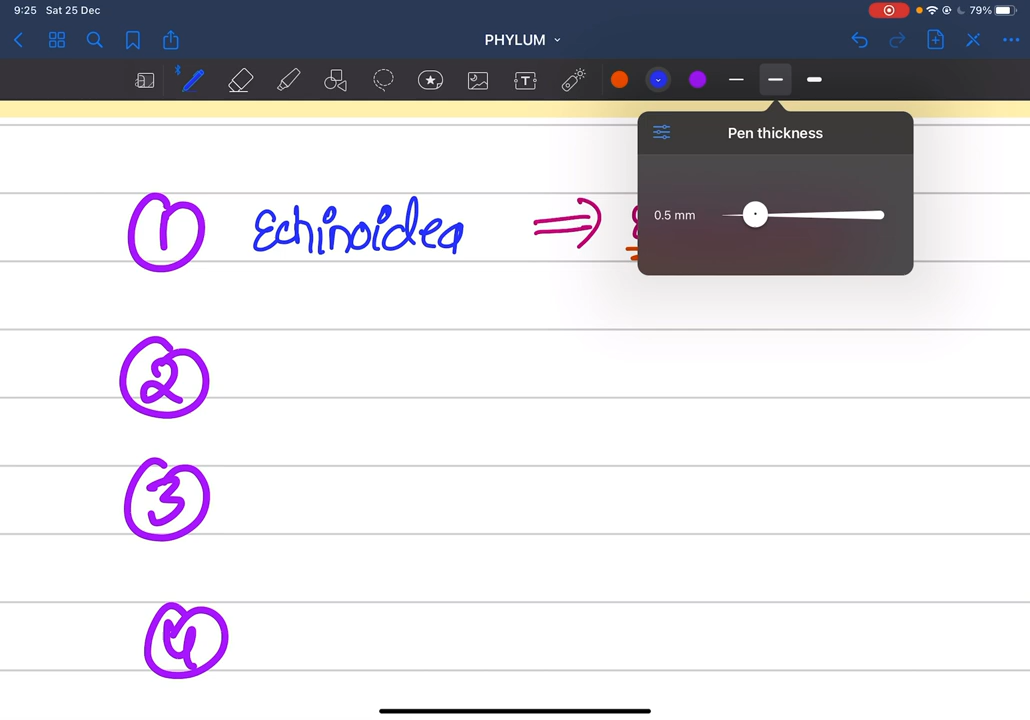 9:25 Sat 25 Dec
79%
PHYLUM
T
Pen thickness
0.5 mm
1 Echinoidea ⇒
2
3
4